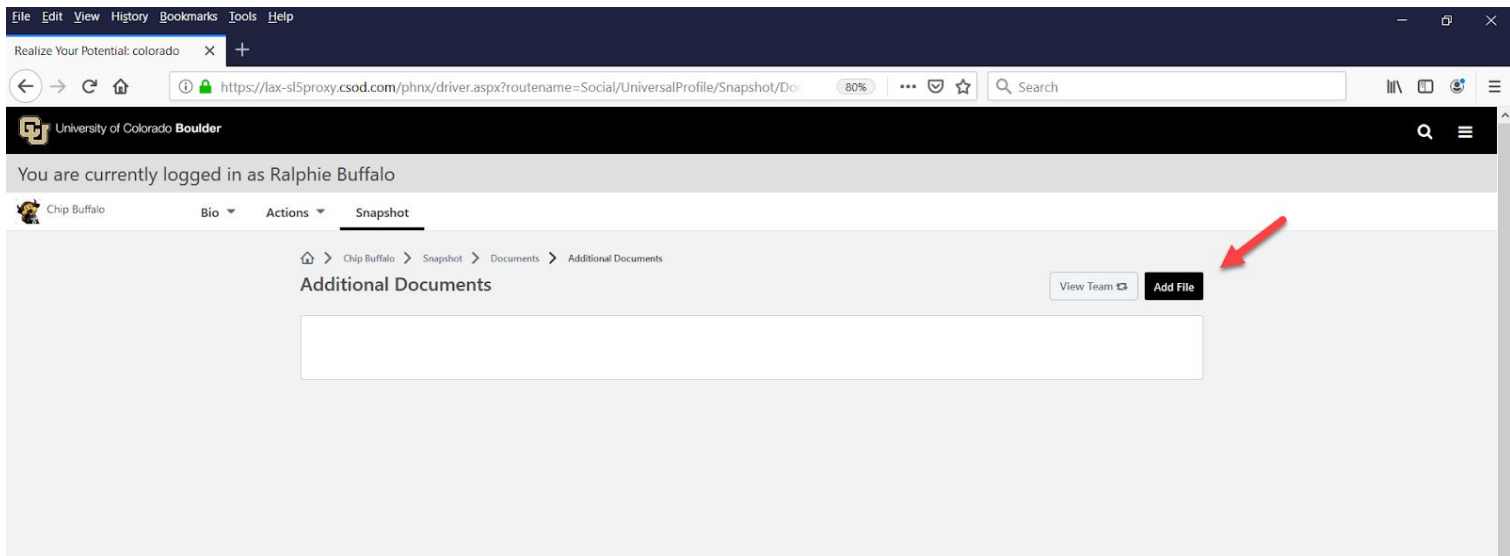 File Edit View History Bookmarks Tools Help
Realize Your Potential: colorado
https://lax-sl5proxy.csod.com/phnx/driver.aspx?routename=Social/UniversalProfile/Snapshot/Doc 80% Search
CU University of Colorado Boulder
You are currently logged in as Ralphie Buffalo
Chip Buffalo Bio Actions Snapshot
Chip Buffalo Snapshot Documents Additional Documents
Additional Documents
View Team Add File